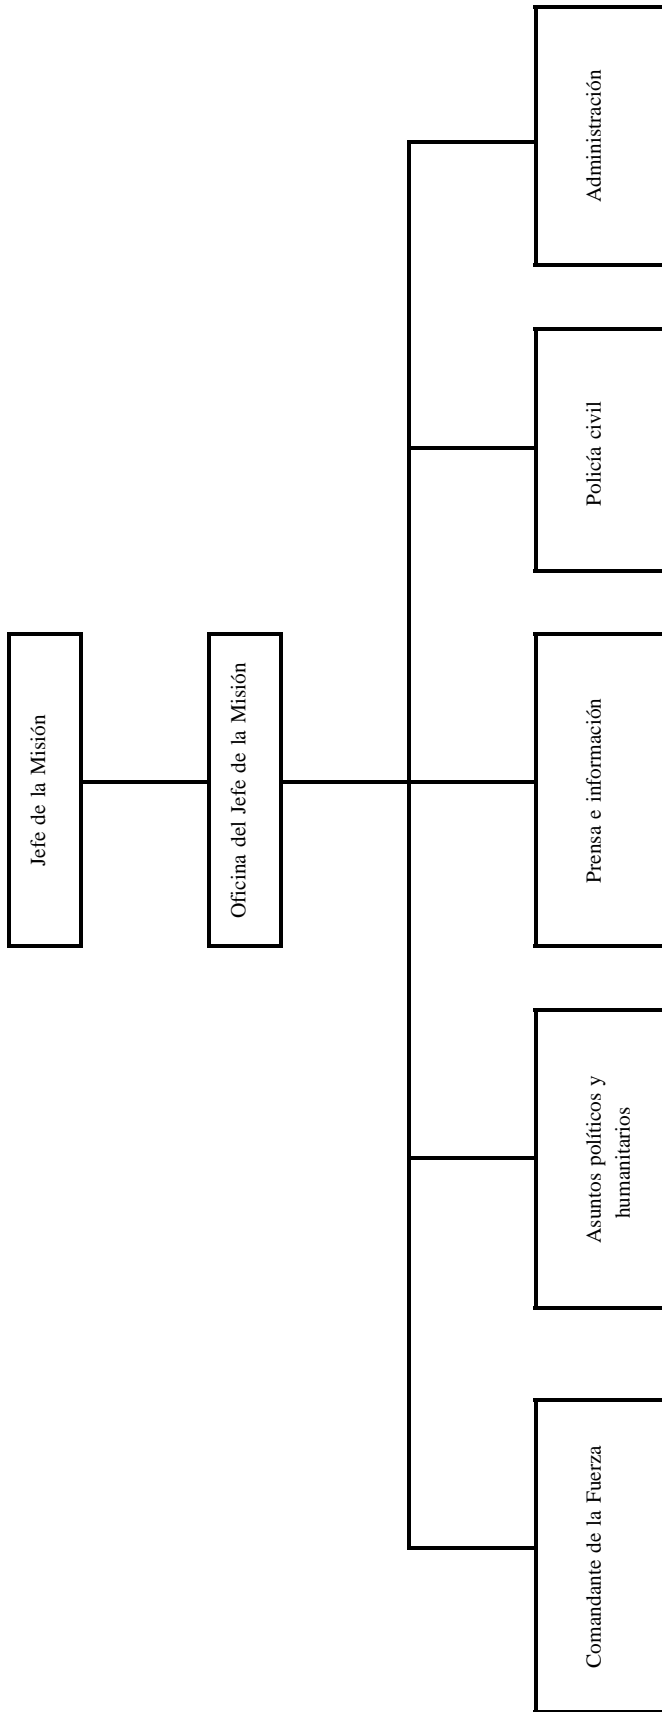 Jefe de la Misión
Oficina del Jefe de la Misión
Comandante de la Fuerza
Asuntos políticos y
humanitarios
Prensa e información
Policía civil
Administración